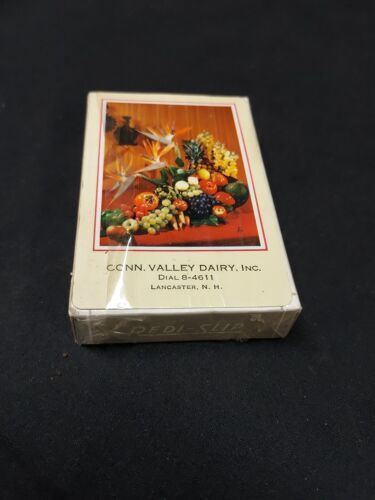 CONN. VALLEY DAIRY, INC.
DIAL 8-4611
LANCASTER, N. H.
REDI-SLIP